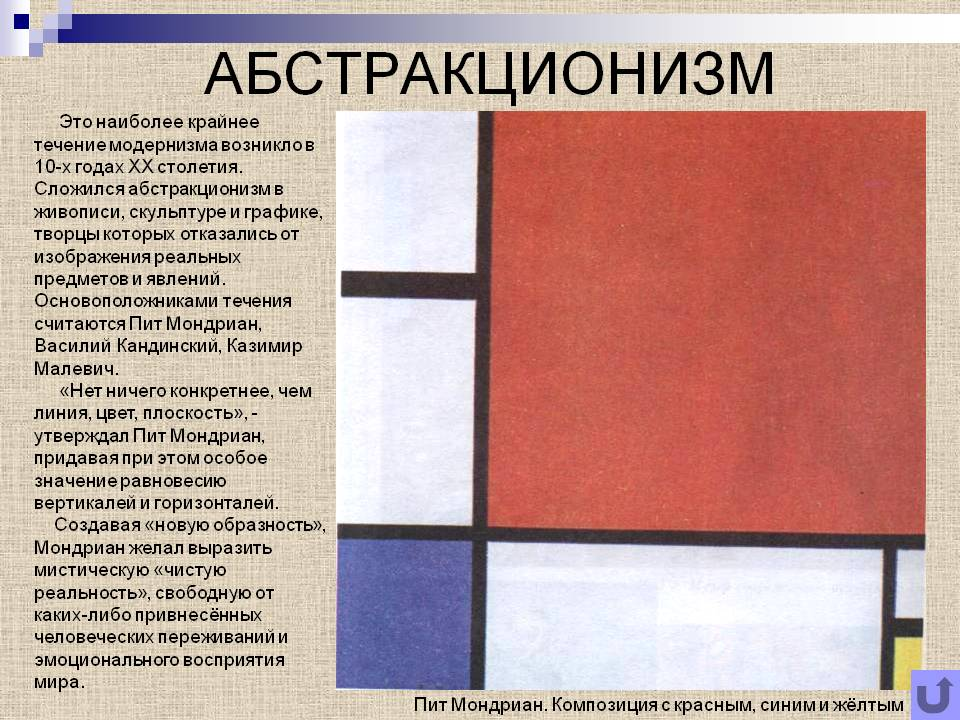 АБСТРАКЦИОНИЗМ
Это наиболее крайнее
течение модернизма возникло в
10-х годах XX столетия.
Сложился абстракционизм в
живописи, скульптуре и графике,
творцы которых отказались от
изображения реальных
предметов и явлений.
Основоположниками течения
считаются Пит Мондриан,
Василий Кандинский, Казимир
Малевич.
«Нет ничего конкретнее, чем
линия, цвет, плоскость», -
утверждал Пит Мондриан,
придавая при этом особое
значение равновесию
вертикалей и горизонталей.
Создавая «новую образность»,
Мондриан желал выразить
мистическую «чистую
реальность», свободную от
каких-либо привнесённых
человеческих переживаний и
эмоционального восприятия
мира.
Пит Мондриан. Композиция с красным, синим и жёлтым